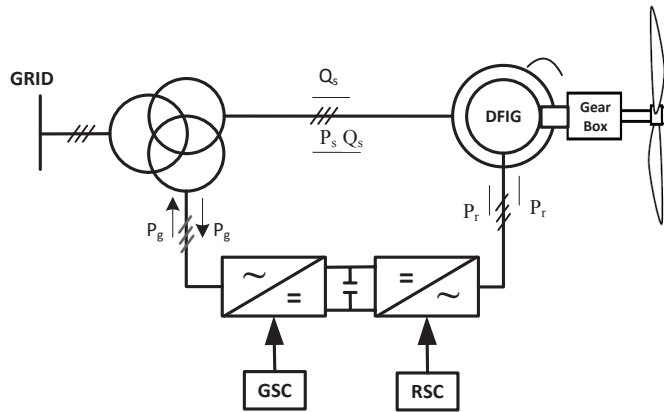 GRID
Qs
Ps Qs
DFIG
Gear
Box
Pr
Pr
Pg
Pg
~
=
=
~
GSC
RSC